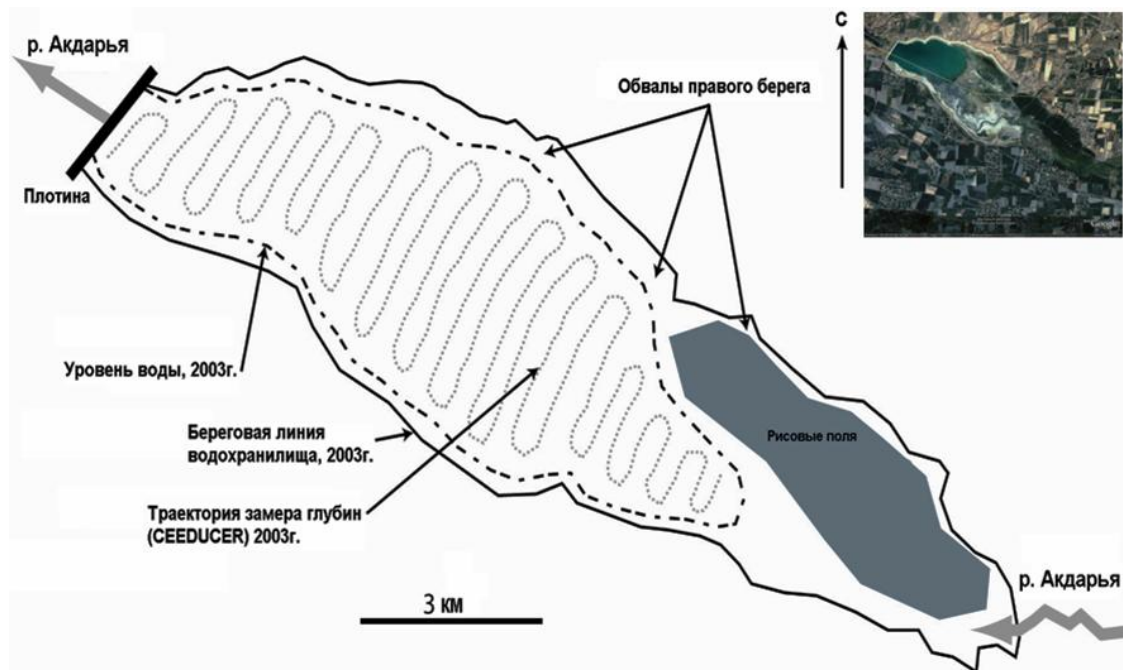 р. Акдарья
С
Обвалы правого берега
Плотина
Уровень воды, 2003г.
Береговая линия
водохранилища, 2003г.
Рисовые поля
Траектория замера глубин
(CEEDUCER) 2003г.
р. Акдарья
3 км